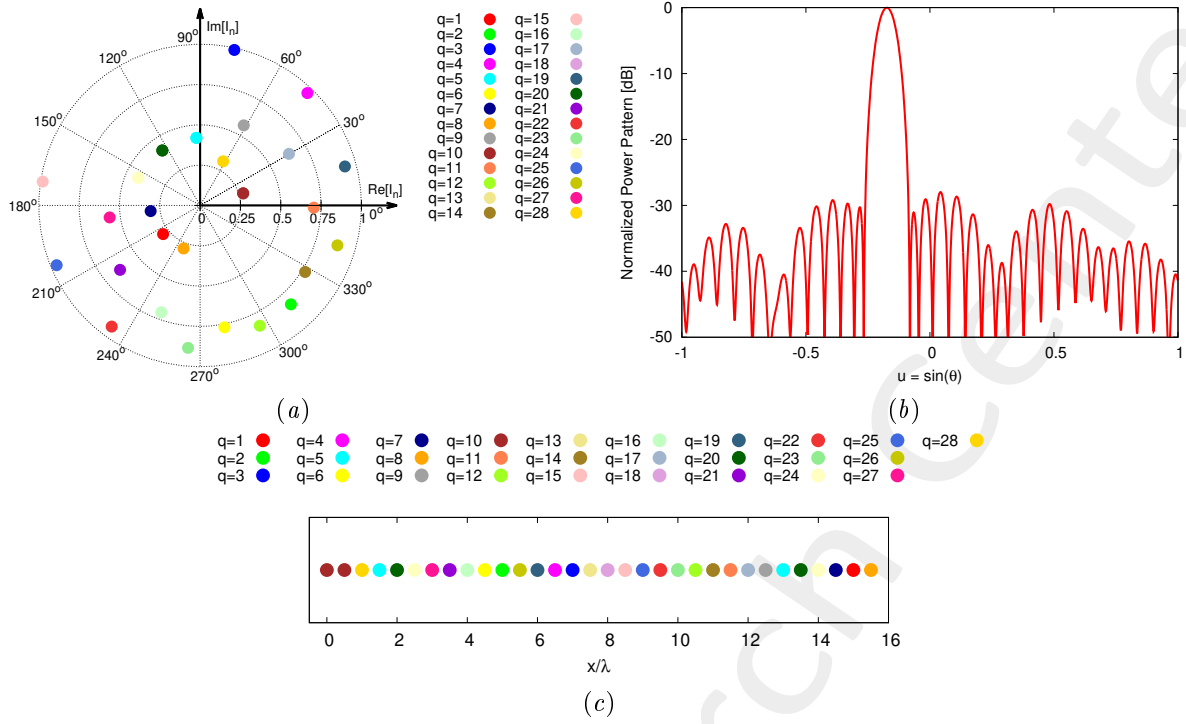 Im[Iₙ]
90°
120°
60°
150°
30°
180°
Re[Iₙ]
0 0.25 0.5 0.75 1 0°
210°
330°
240°
300°
270°
(a)
q=1 q=15
q=2 q=16
q=3 q=17
q=4 q=18
q=5 q=19
q=6 q=20
q=7 q=21
q=8 q=22
q=9 q=23
q=10 q=24
q=11 q=25
q=12 q=26
q=13 q=27
q=14 q=28
Normalized Power Pattern [dB]
0
-10
-20
-30
-40
-50
-1 -0.5 0 0.5 1
u = sin(θ)
(b)
q=1 q=4 q=7 q=10 q=13 q=16 q=19 q=22 q=25 q=28
q=2 q=5 q=8 q=11 q=14 q=17 q=20 q=23 q=26
q=3 q=6 q=9 q=12 q=15 q=18 q=21 q=24 q=27
0 2 4 6 8 10 12 14 16
x/λ
(c)
Cente